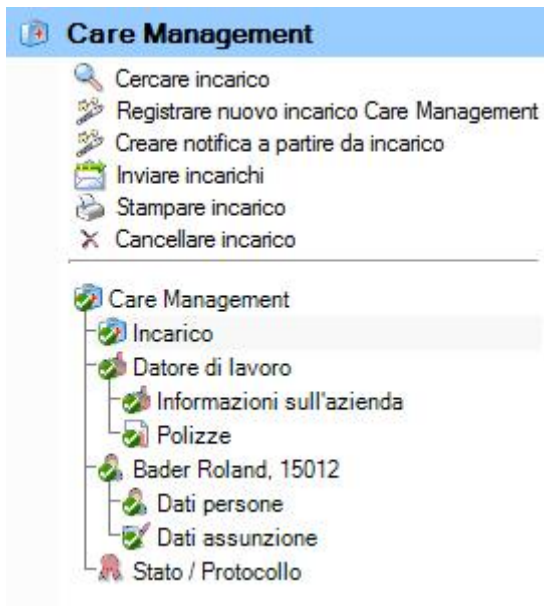 Care Management
Cercare incarico
Registrare nuovo incarico Care Management
Creare notifica a partire da incarico
Inviare incarichi
Stampare incarico
Cancellare incarico
Care Management
Incarico
Datore di lavoro
Informazioni sull'azienda
Polizze
Bader Roland, 15012
Dati persone
Dati assunzione
Stato / Protocollo